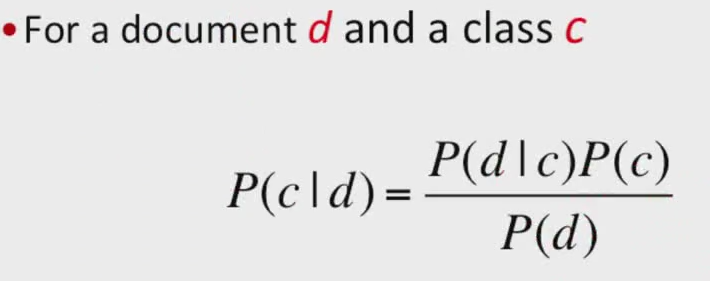 • For a document d and a class c
P(c | d) = P(d | c)P(c)
P(d)